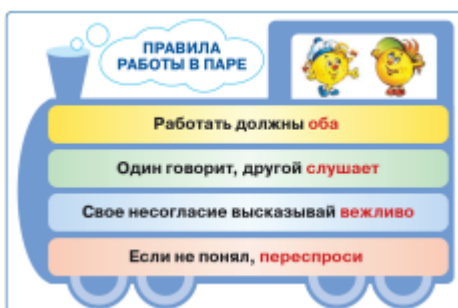 ПРАВИЛА
РАБОТЫ В ПАРЕ
Работать должны оба
Один говорит, другой слушает
Свое несогласие высказывай вежливо
Если не понял, переспроси